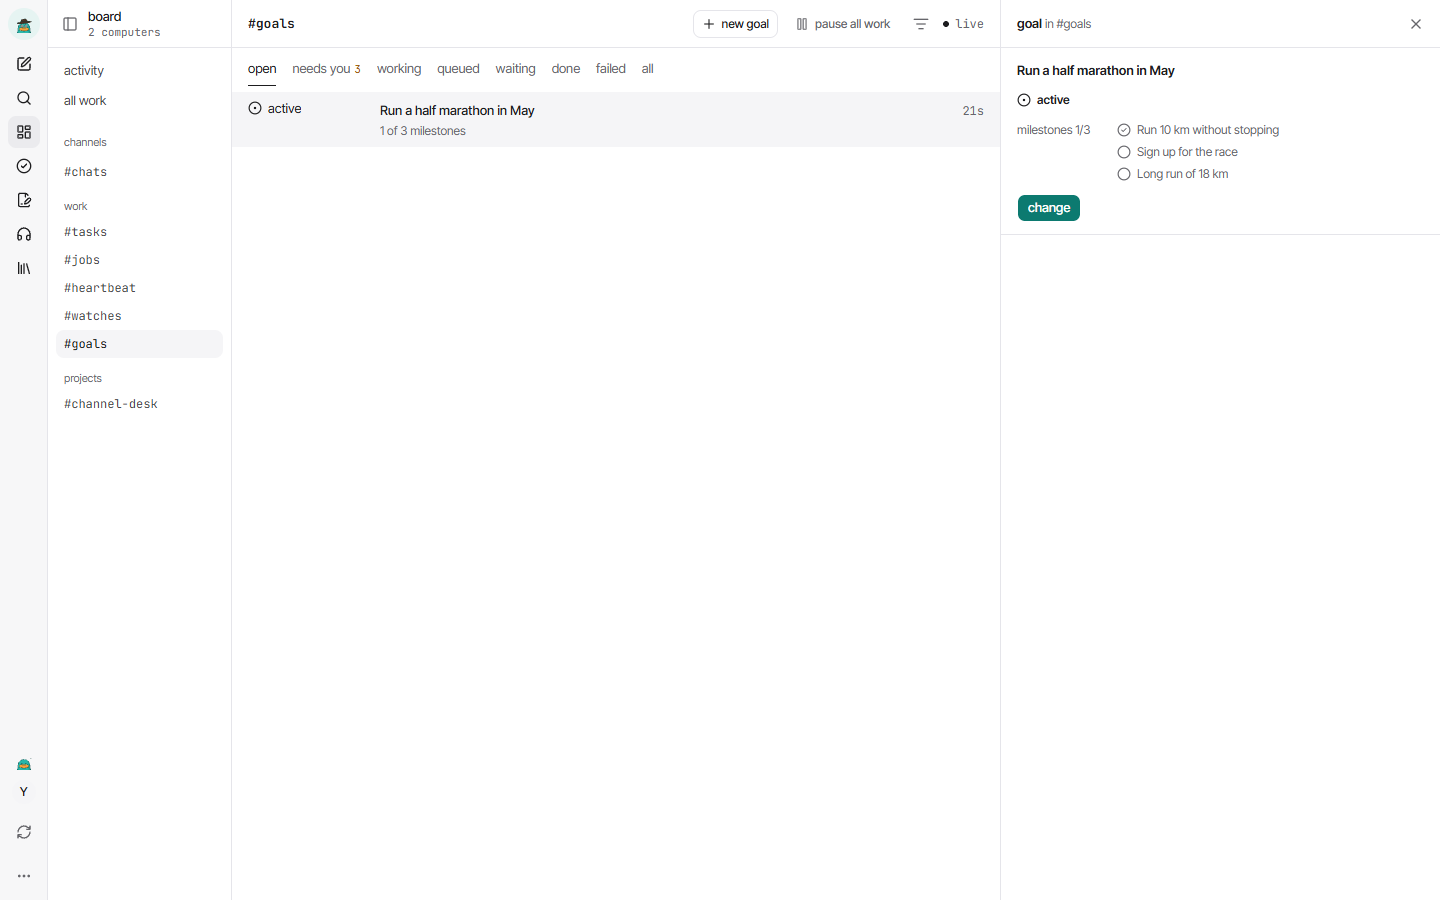 board
2 computers
activity
all work
channels
#chats
work
#tasks
#jobs
#heartbeat
#watches
#goals
projects
#channel-desk
Y
#goals
new goal
pause all work
live
open needs you 3 working queued waiting done failed all
active
Run a half marathon in May
1 of 3 milestones
21s
goal in #goals
Run a half marathon in May
active
milestones 1/3
Run 10 km without stopping
Sign up for the race
Long run of 18 km
change